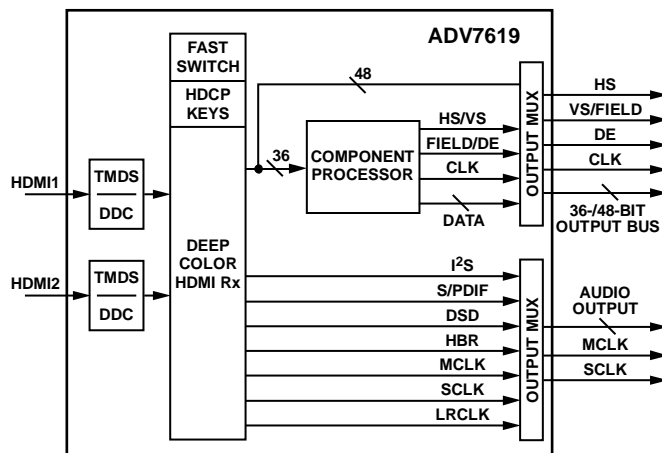 ADV7619
FAST
SWITCH
HDCP
KEYS
DEEP
COLOR
HDMI Rx
HDMI1
TMDS
DDC
HDMI2
TMDS
DDC
48
36
COMPONENT
PROCESSOR
HS/VS
FIELD/DE
CLK
DATA
OUTPUT MUX
HS
VS/FIELD
DE
CLK
36-/48-BIT
OUTPUT BUS
I²S
S/PDIF
DSD
HBR
MCLK
SCLK
LRCLK
OUTPUT MUX
AUDIO
OUTPUT
MCLK
SCLK